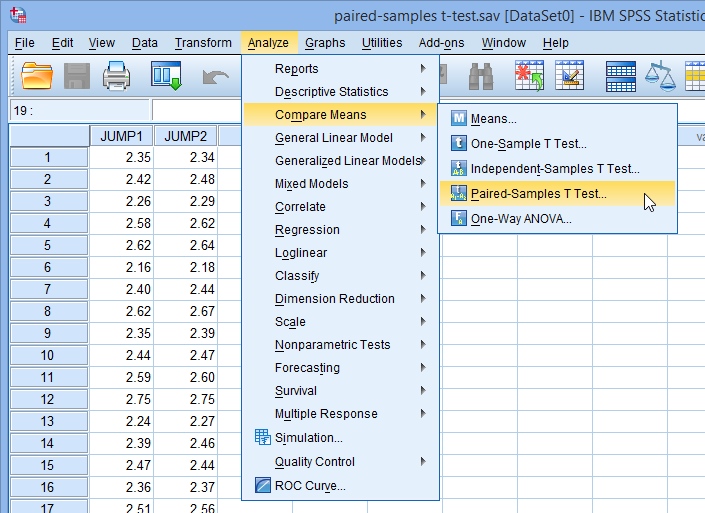 paired-samples t-test.sav [DataSet0] - IBM SPSS Statistic
File Edit View Data Transform Analyze Graphs Utilities Add-ons Window Help
19 :
JUMP1 JUMP2 va
1 2.35 2.34
2 2.42 2.48
3 2.26 2.29
4 2.58 2.62
5 2.62 2.64
6 2.16 2.18
7 2.40 2.44
8 2.62 2.67
9 2.35 2.39
10 2.44 2.47
11 2.59 2.60
12 2.75 2.75
13 2.24 2.27
14 2.39 2.46
15 2.47 2.44
16 2.36 2.37
17 2.51 2.56
Reports
Descriptive Statistics
Compare Means
General Linear Model
Generalized Linear Models
Mixed Models
Correlate
Regression
Loglinear
Classify
Dimension Reduction
Scale
Nonparametric Tests
Forecasting
Survival
Multiple Response
Simulation...
Quality Control
ROC Curve...
M Means...
t One-Sample T Test...
A-B Independent-Samples T Test...
Paired-Samples T Test...
F One-Way ANOVA...